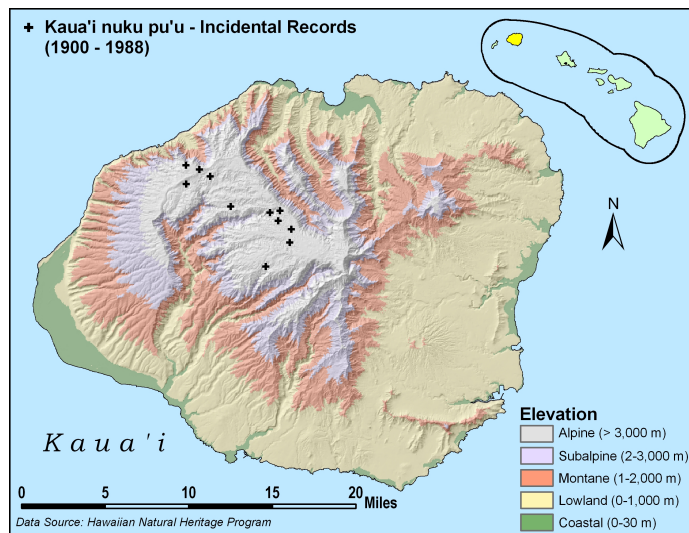 Kaua'i nuku pu'u - Incidental Records
(1900 - 1988)
N
Kaua'i
Elevation
Alpine (> 3,000 m)
Subalpine (2-3,000 m)
Montane (1-2,000 m)
Lowland (0-1,000 m)
Coastal (0-30 m)
0 5 10 15 20
Miles
Data Source: Hawaiian Natural Heritage Program